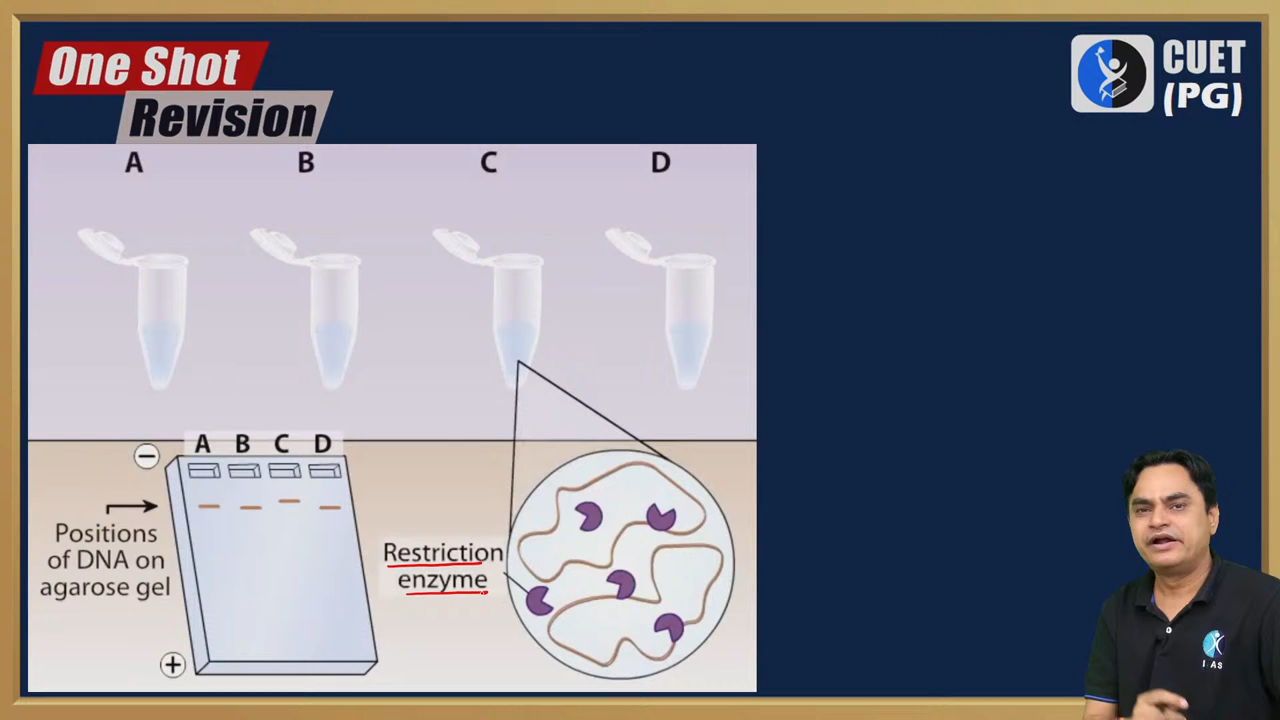 One Shot
Revision
CUET
(PG)
A B C D
A B C D
−
Positions
of DNA on
agarose gel
+
Restriction
enzyme